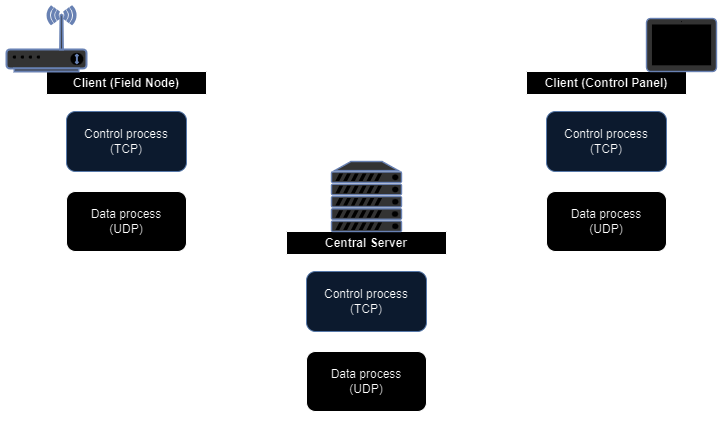 Client (Field Node)
Control process
(TCP)
Data process
(UDP)
Client (Control Panel)
Control process
(TCP)
Data process
(UDP)
Central Server
Control process
(TCP)
Data process
(UDP)